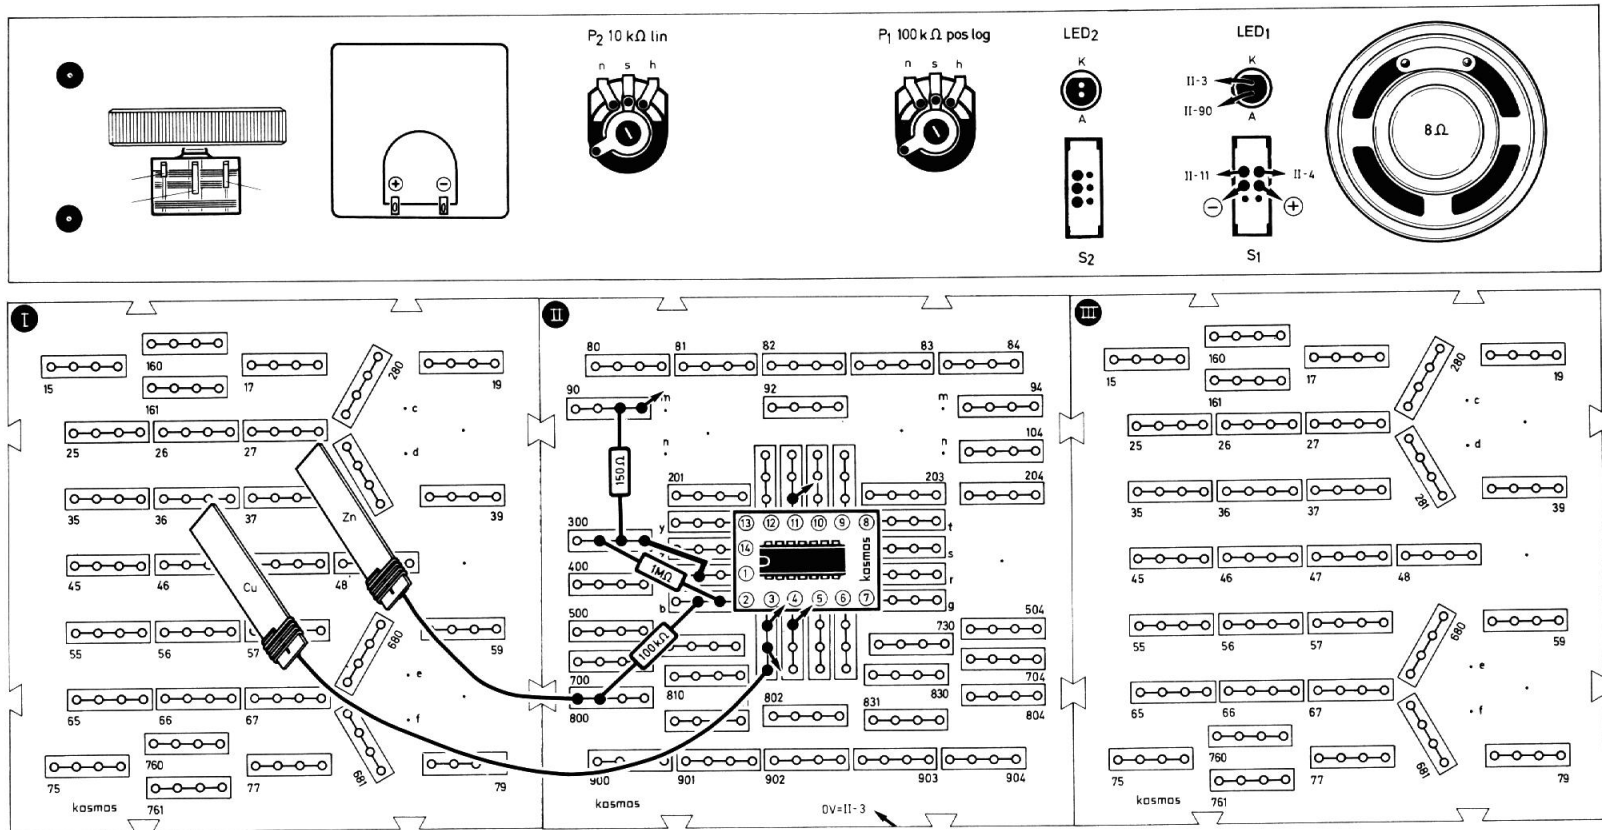 P2 10 kΩ lin
n s h
P1 100 k Ω pos log
n s h
LED2
K
A
LED1
K
II-3
II-90
A
8 Ω
+ −
II-11
II-4
−
+
S2
S1
I
II
III
15
160
161
17
280
19
c
25
26
27
d
35
36
37
39
45
46
48
55
56
57
59
680
e
65
66
67
f
75
760
761
77
681
79
kosmos
Zn
Cu
80
81
82
83
84
90
m
92
m
94
n
n
104
150Ω
201
203
204
300
y
t
z
s
400
1MΩ
r
b
g
13 12 11 10 9 8
14
1
2 3 4 5 6 7
kosmos
500
504
100kΩ
730
700
704
810
830
800
802
831
804
900
901
902
903
904
kosmos
0V=II-3
15
160
161
17
280
19
c
25
26
27
d
35
36
37
281
39
45
46
47
48
55
56
57
680
59
e
65
66
67
f
75
760
761
77
681
79
kosmos